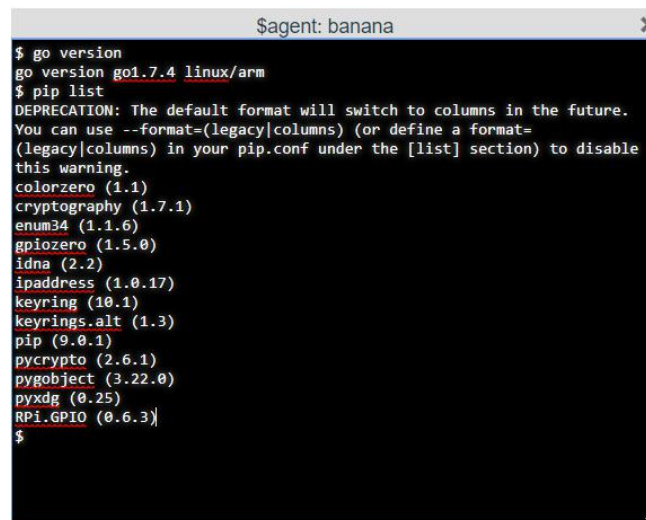 $agent: banana
$ go version
go version go1.7.4 linux/arm
$ pip list
DEPRECATION: The default format will switch to columns in the future.
You can use --format=(legacy|columns) (or define a format=
(legacy|columns) in your pip.conf under the [list] section) to disable
this warning.
colorzero (1.1)
cryptography (1.7.1)
enum34 (1.1.6)
gpiozero (1.5.0)
idna (2.2)
ipaddress (1.0.17)
keyring (10.1)
keyrings.alt (1.3)
pip (9.0.1)
pycrypto (2.6.1)
pygobject (3.22.0)
pyxdg (0.25)
RPi.GPIO (0.6.3)
$